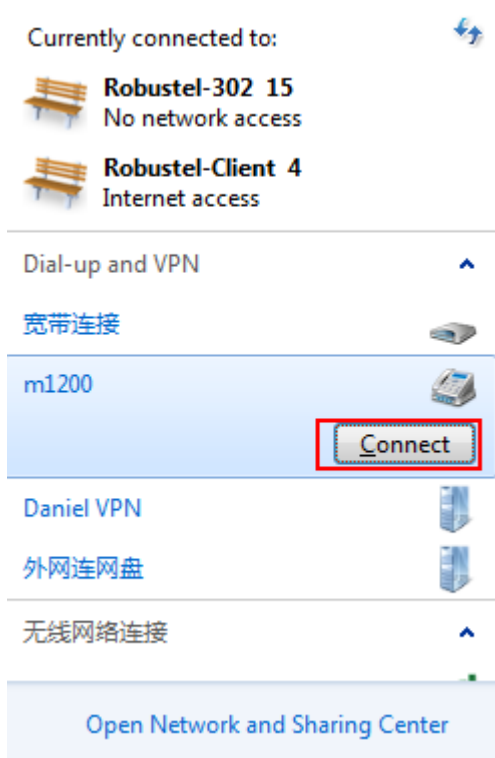 Currently connected to:
Robustel-302 15
No network access
Robustel-Client 4
Internet access
Dial-up and VPN
宽带连接
m1200
Connect
Daniel VPN
外网连网盘
无线网络连接
Open Network and Sharing Center